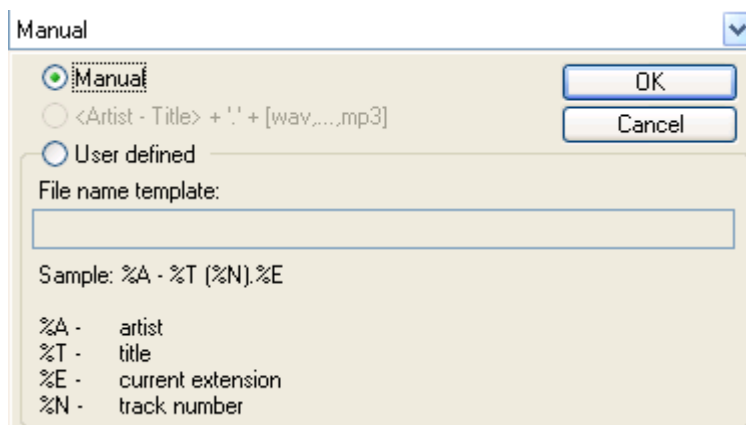 Manual
Manual
OK
<Artist - Title> + '.' + [wav,...,mp3]
Cancel
User defined
File name template:
Sample: %A - %T (%N).%E
%A - artist
%T - title
%E - current extension
%N - track number